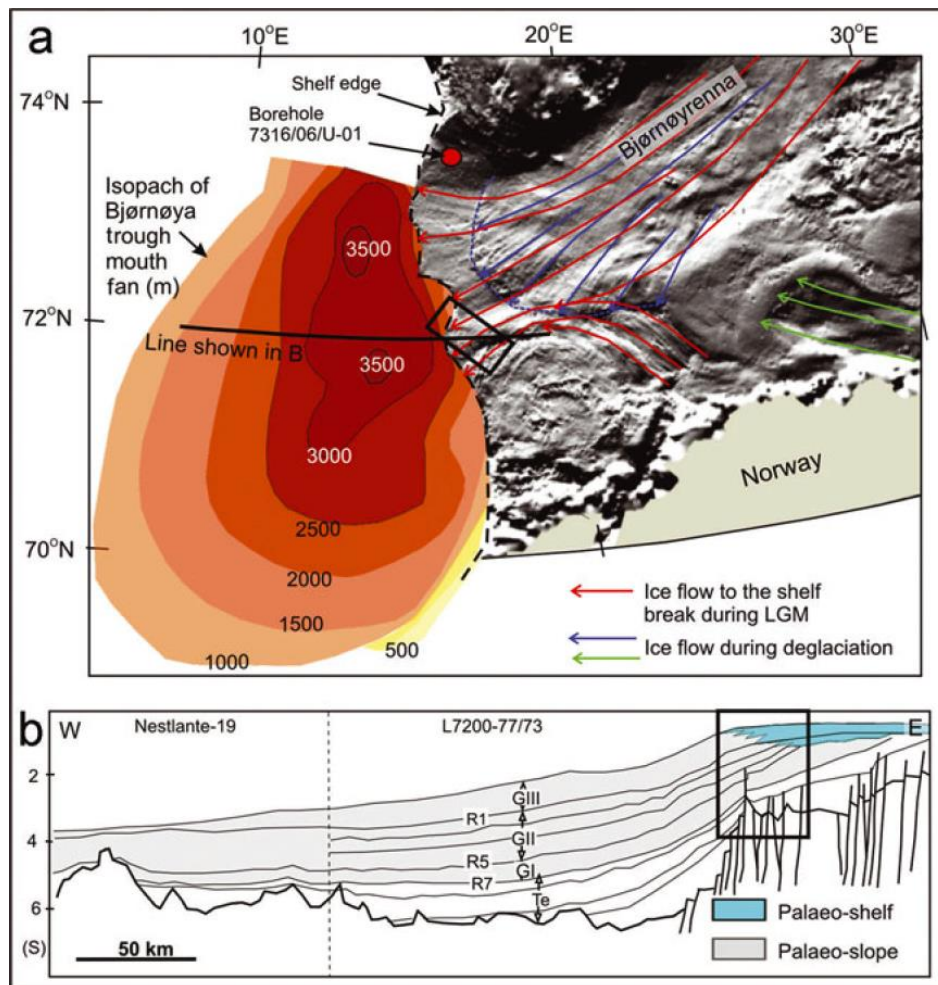 a
10°E
20°E
30°E
74°N
72°N
70°N
Shelf edge
Borehole
7316/06/U-01
Bjørnøyrenna
Isopach of
Bjørnøya
trough
mouth
fan (m)
3500
Line shown in B
3500
3000
2500
2000
1500
1000
500
Norway
Ice flow to the shelf
break during LGM
Ice flow during deglaciation
b
W
Nestlante-19
L7200-77/73
E
2
4
6
(S)
GIII
R1
GII
R5
GI
R7
Te
50 km
Palaeo-shelf
Palaeo-slope